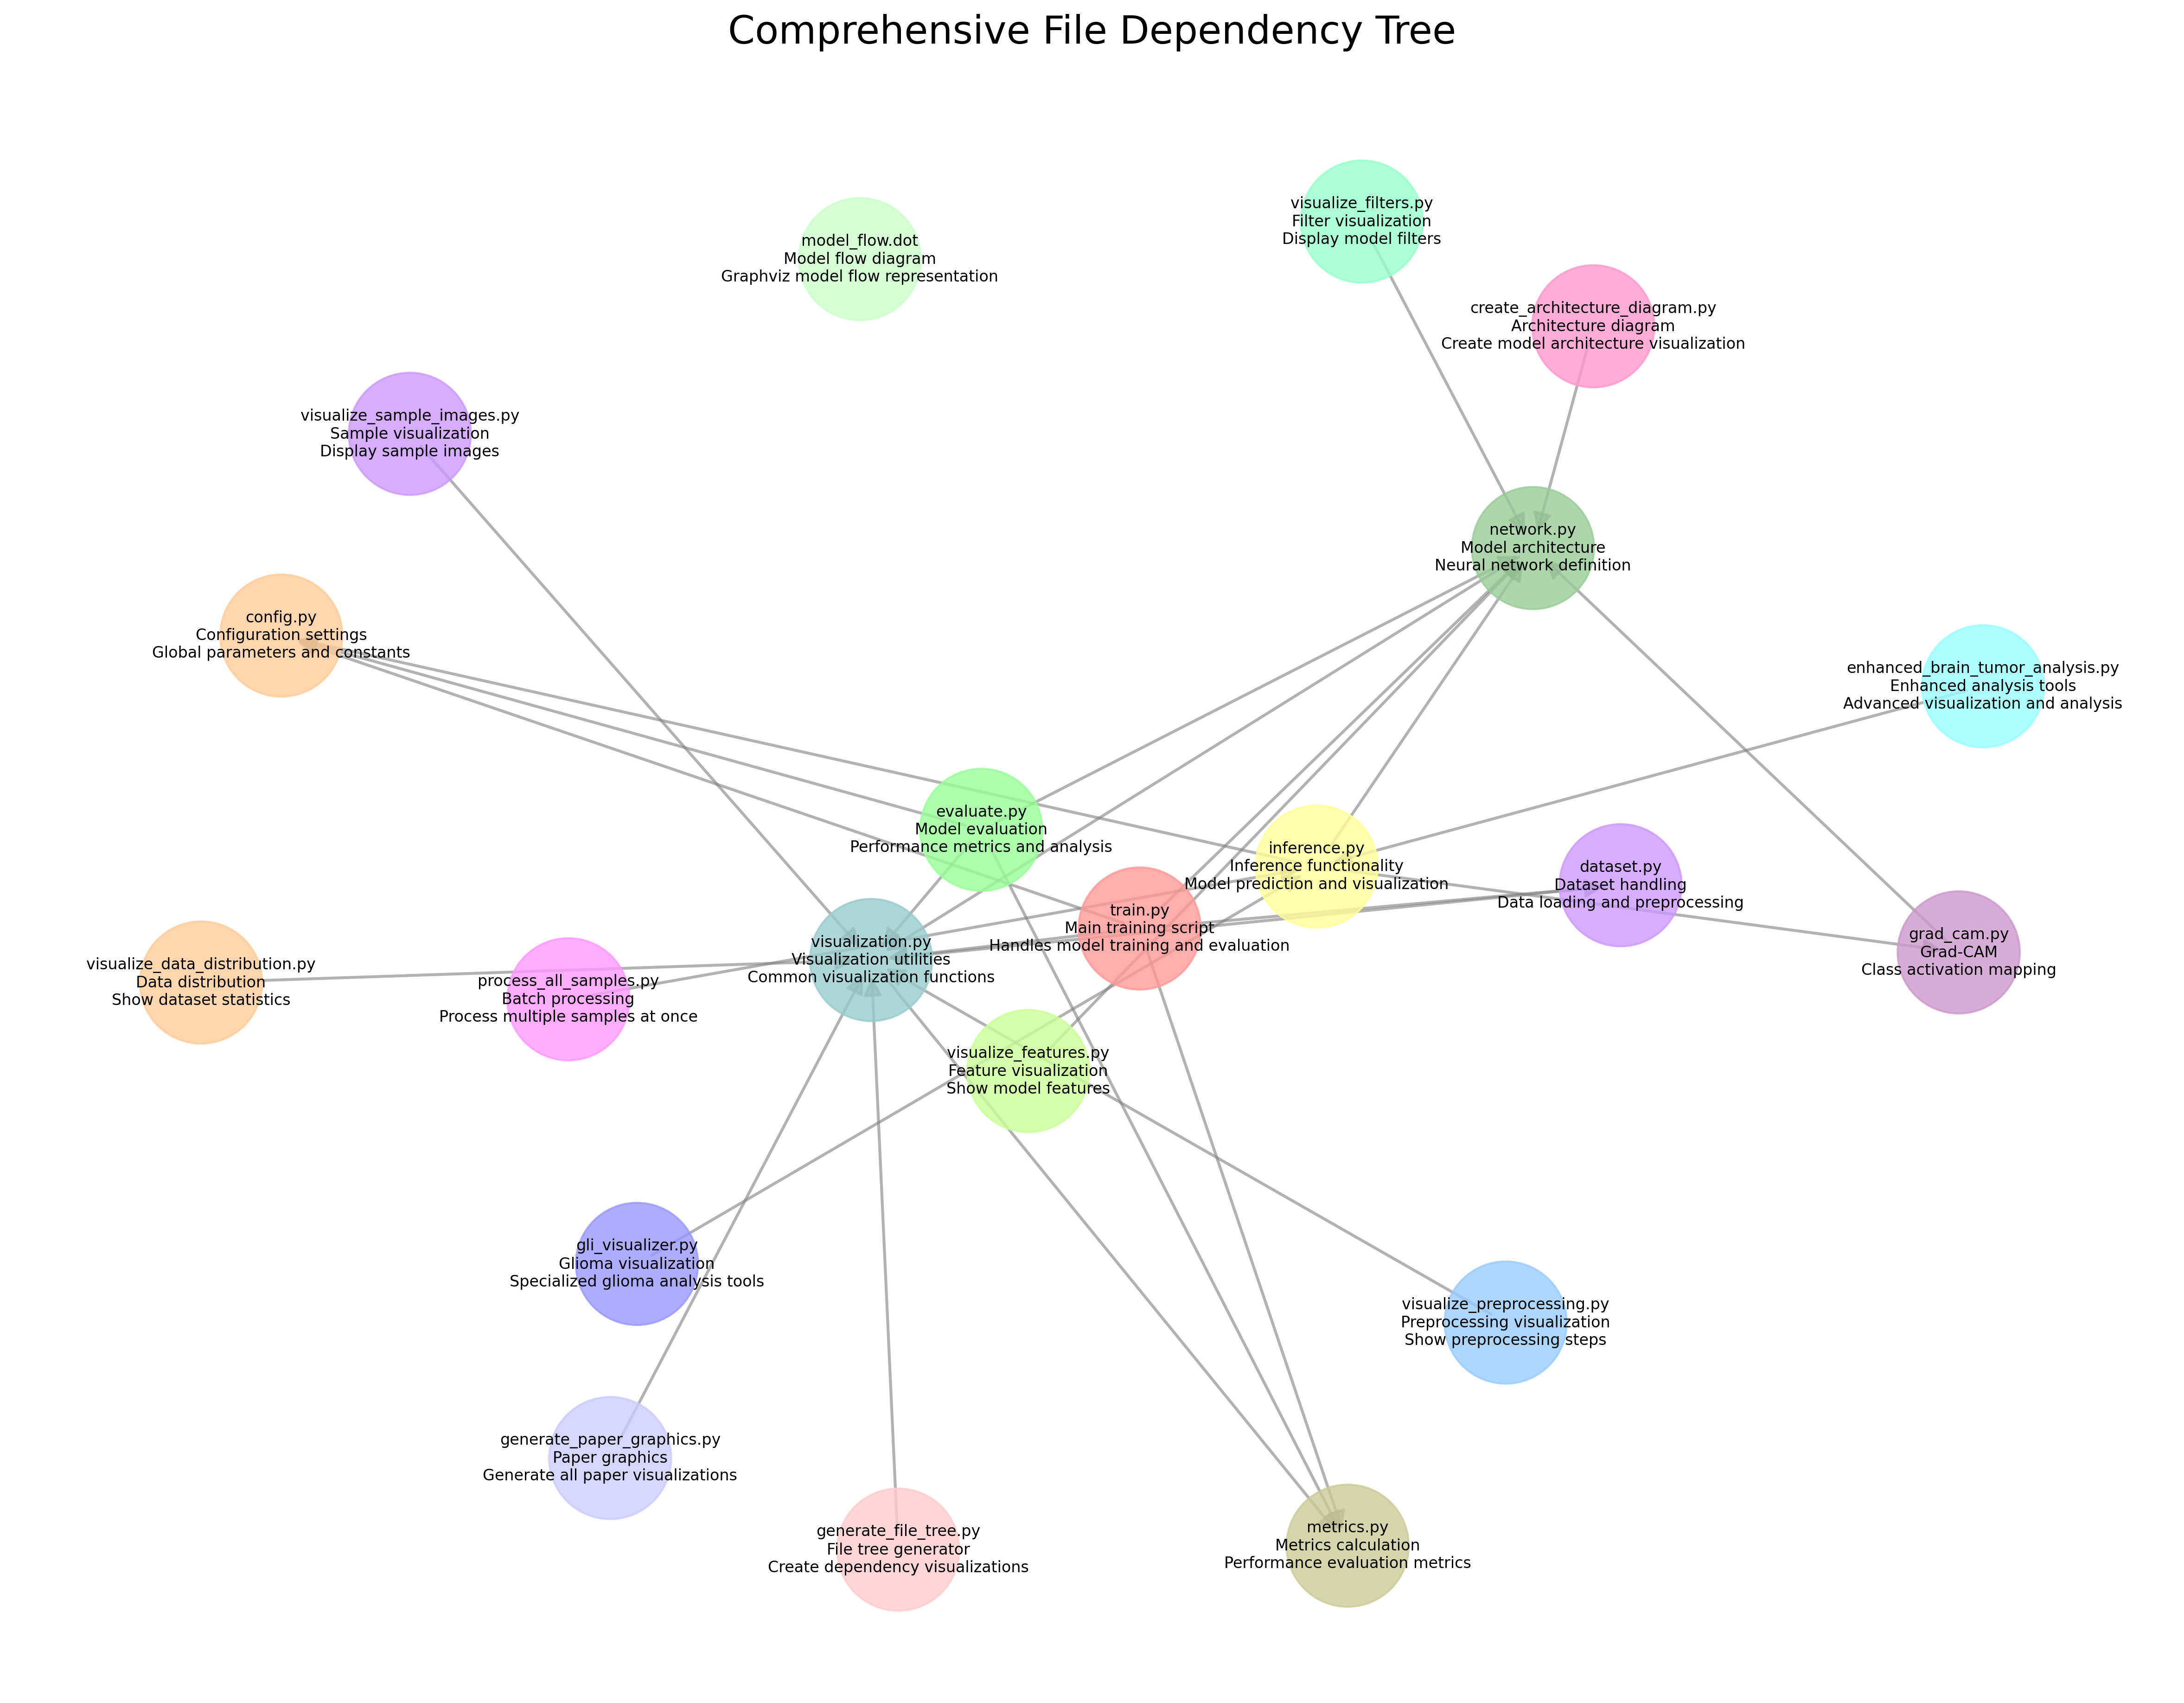 Comprehensive File Dependency Tree
visualize_filters.py
Filter visualization
Display model filters
model_flow.dot
Model flow diagram
Graphviz model flow representation
create_architecture_diagram.py
Architecture diagram
Create model architecture visualization
visualize_sample_images.py
Sample visualization
Display sample images
network.py
Model architecture
Neural network definition
config.py
Configuration settings
Global parameters and constants
enhanced_brain_tumor_analysis.py
Enhanced analysis tools
Advanced visualization and analysis
evaluate.py
Model evaluation
Performance metrics and analysis
inference.py
Inference functionality
Model prediction and visualization
dataset.py
Dataset handling
Data loading and preprocessing
train.py
Main training script
Handles model training and evaluation
grad_cam.py
Grad-CAM
Class activation mapping
visualization.py
Visualization utilities
Common visualization functions
visualize_data_distribution.py
Data distribution
Show dataset statistics
process_all_samples.py
Batch processing
Process multiple samples at once
visualize_features.py
Feature visualization
Show model features
gli_visualizer.py
Glioma visualization
Specialized glioma analysis tools
visualize_preprocessing.py
Preprocessing visualization
Show preprocessing steps
generate_paper_graphics.py
Paper graphics
Generate all paper visualizations
generate_file_tree.py
File tree generator
Create dependency visualizations
metrics.py
Metrics calculation
Performance evaluation metrics